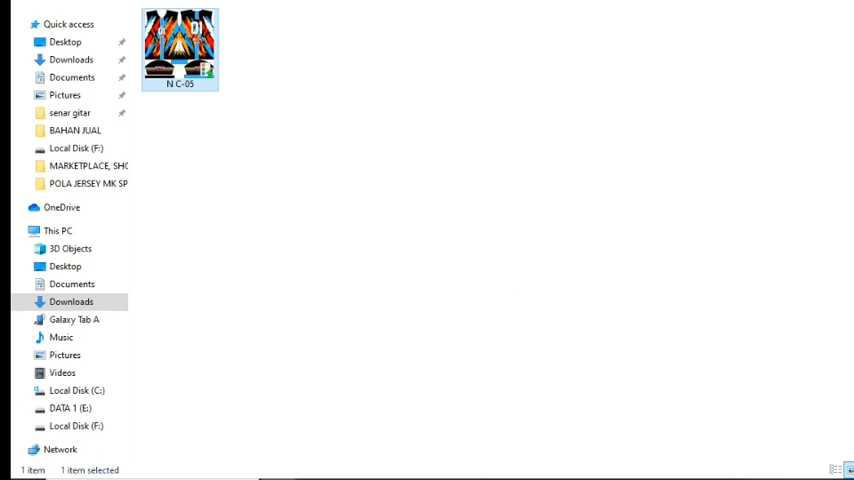 Quick access
Desktop
Downloads
Documents
Pictures
senar gitar
BAHAN JUAL
Local Disk (F:)
MARKETPLACE, SHO
POLA JERSEY MK SP
OneDrive
This PC
3D Objects
Desktop
Documents
Downloads
Galaxy Tab A
Music
Pictures
Videos
Local Disk (C:)
DATA 1 (E:)
Local Disk (F:)
Network
N C-05
1 item 1 item selected